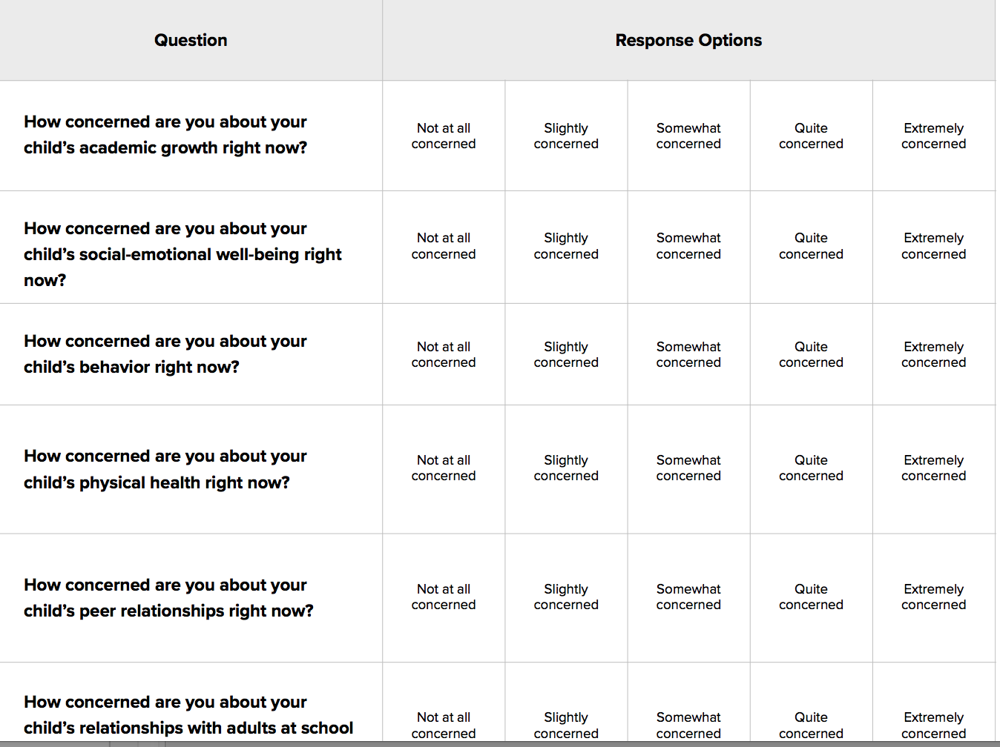 Question
Response Options
How concerned are you about your
child's academic growth right now?
Not at all
concerned
Slightly
concerned
Somewhat
concerned
Quite
concerned
Extremely
concerned
How concerned are you about your
child's social-emotional well-being right
now?
Not at all
concerned
Slightly
concerned
Somewhat
concerned
Quite
concerned
Extremely
concerned
How concerned are you about your
child's behavior right now?
Not at all
concerned
Slightly
concerned
Somewhat
concerned
Quite
concerned
Extremely
concerned
How concerned are you about your
child's physical health right now?
Not at all
concerned
Slightly
concerned
Somewhat
concerned
Quite
concerned
Extremely
concerned
How concerned are you about your
child's peer relationships right now?
Not at all
concerned
Slightly
concerned
Somewhat
concerned
Quite
concerned
Extremely
concerned
How concerned are you about your
child's relationships with adults at school
Not at all
concerned
Slightly
concerned
Somewhat
concerned
Quite
concerned
Extremely
concerned